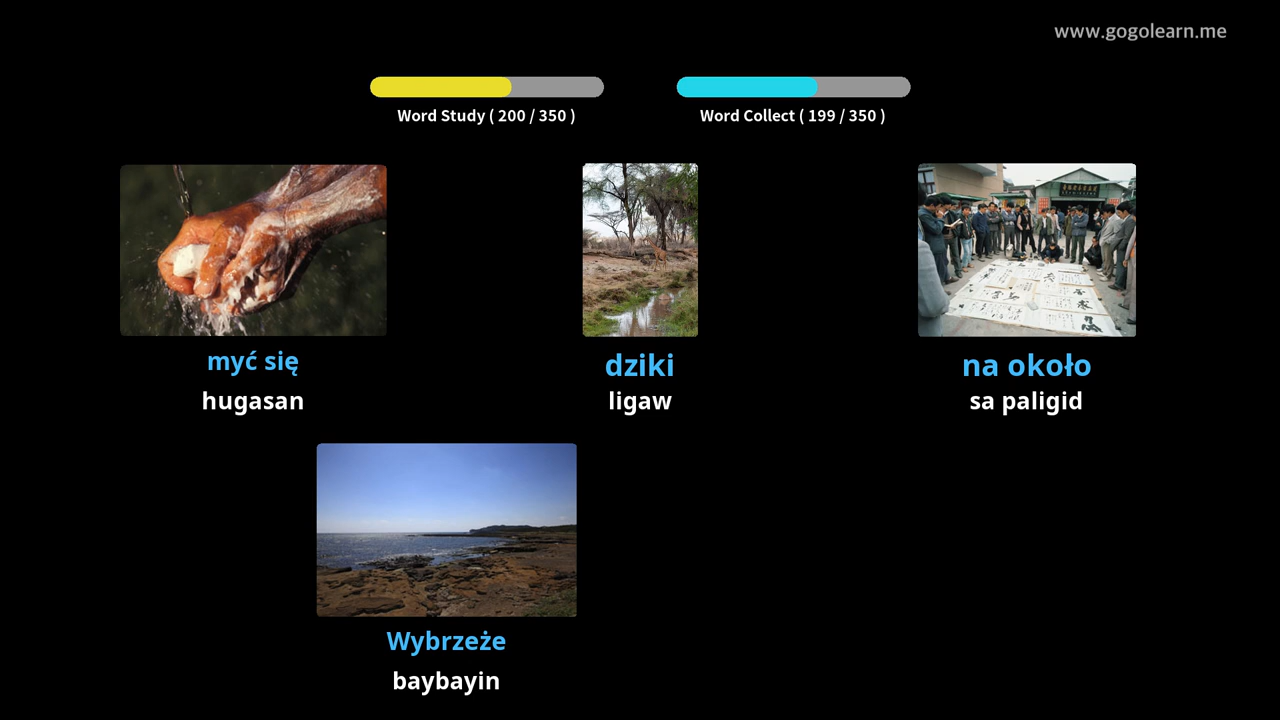 www.gogolearn.me
Word Study ( 200 / 350 )
Word Collect ( 199 / 350 )
myć się
hugasan
dziki
ligaw
na około
sa paligid
Wybrzeże
baybayin